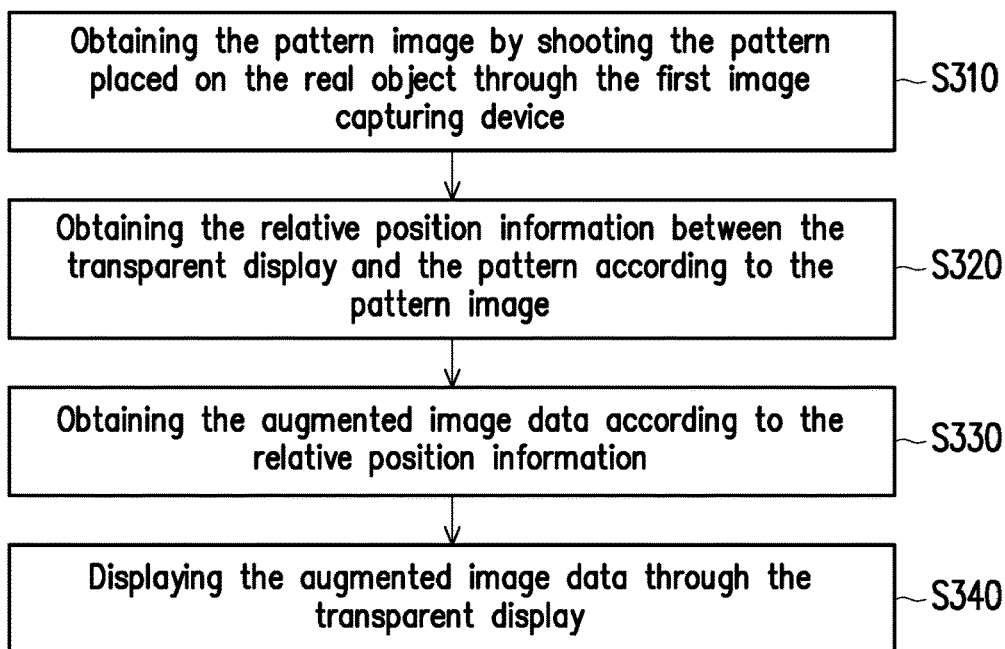 Obtaining the pattern image by shooting the pattern
placed on the real object through the first image
capturing device
S310
Obtaining the relative position information between the
transparent display and the pattern according to the
pattern image
S320
Obtaining the augmented image data according to the
relative position information
S330
Displaying the augmented image data through the
transparent display
S340